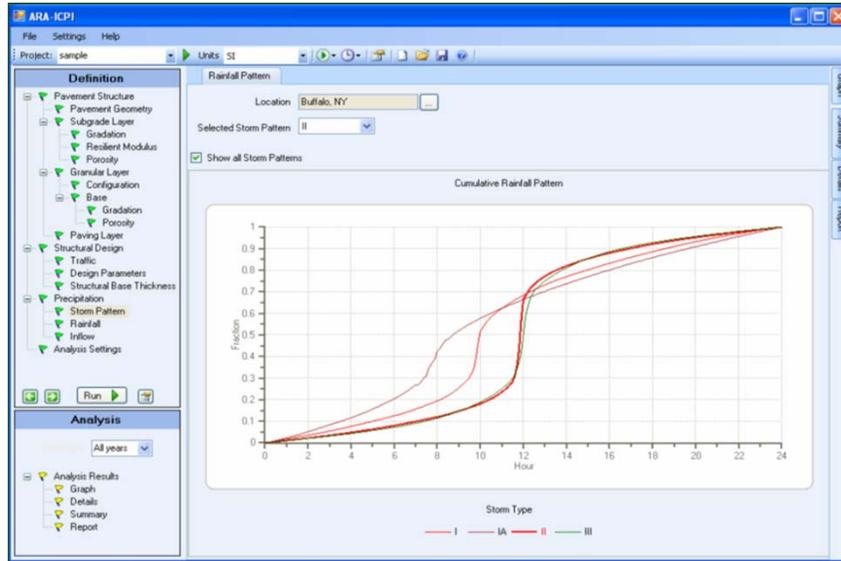 ARA-ICPI
File Settings Help
Project: sample Units SI
Definition
Pavement Structure
Pavement Geometry
Subgrade Layer
Gradation
Resilient Modulus
Porosity
Granular Layer
Configuration
Base
Gradation
Porosity
Paving Layer
Structural Design
Traffic
Design Parameters
Structural Base Thickness
Precipitation
Storm Pattern
Rainfall
Inflow
Analysis Settings
Run
Analysis
All years
Analysis Results
Graph
Details
Summary
Report
Rainfall Pattern
Location Buffalo, NY ...
Selected Storm Pattern II
Show all Storm Patterns
Cumulative Rainfall Pattern
1
0.9
0.8
0.7
0.6
0.5
0.4
0.3
0.2
0.1
0
Fraction
0 2 4 6 8 10 12 14 16 18 20 22 24
Hour
Storm Type
I IA II III
Summary
Details
Report